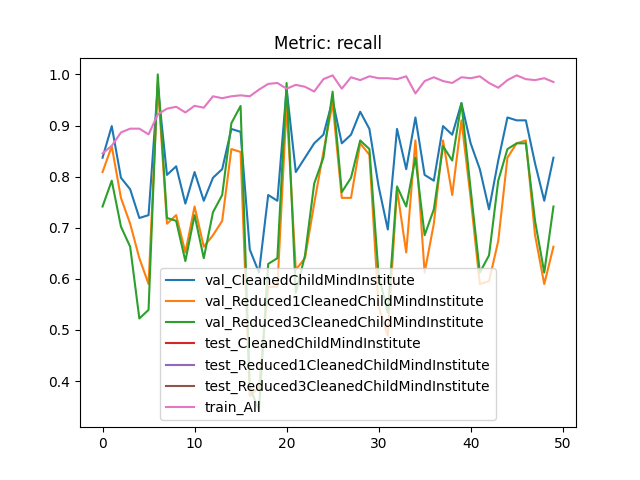 Metric: recall
1.0
0.9
0.8
0.7
0.6
0.5
0.4
val_CleanedChildMindInstitute
val_Reduced1CleanedChildMindInstitute
val_Reduced3CleanedChildMindInstitute
test_CleanedChildMindInstitute
test_Reduced1CleanedChildMindInstitute
test_Reduced3CleanedChildMindInstitute
train_All
0 10 20 30 40 50